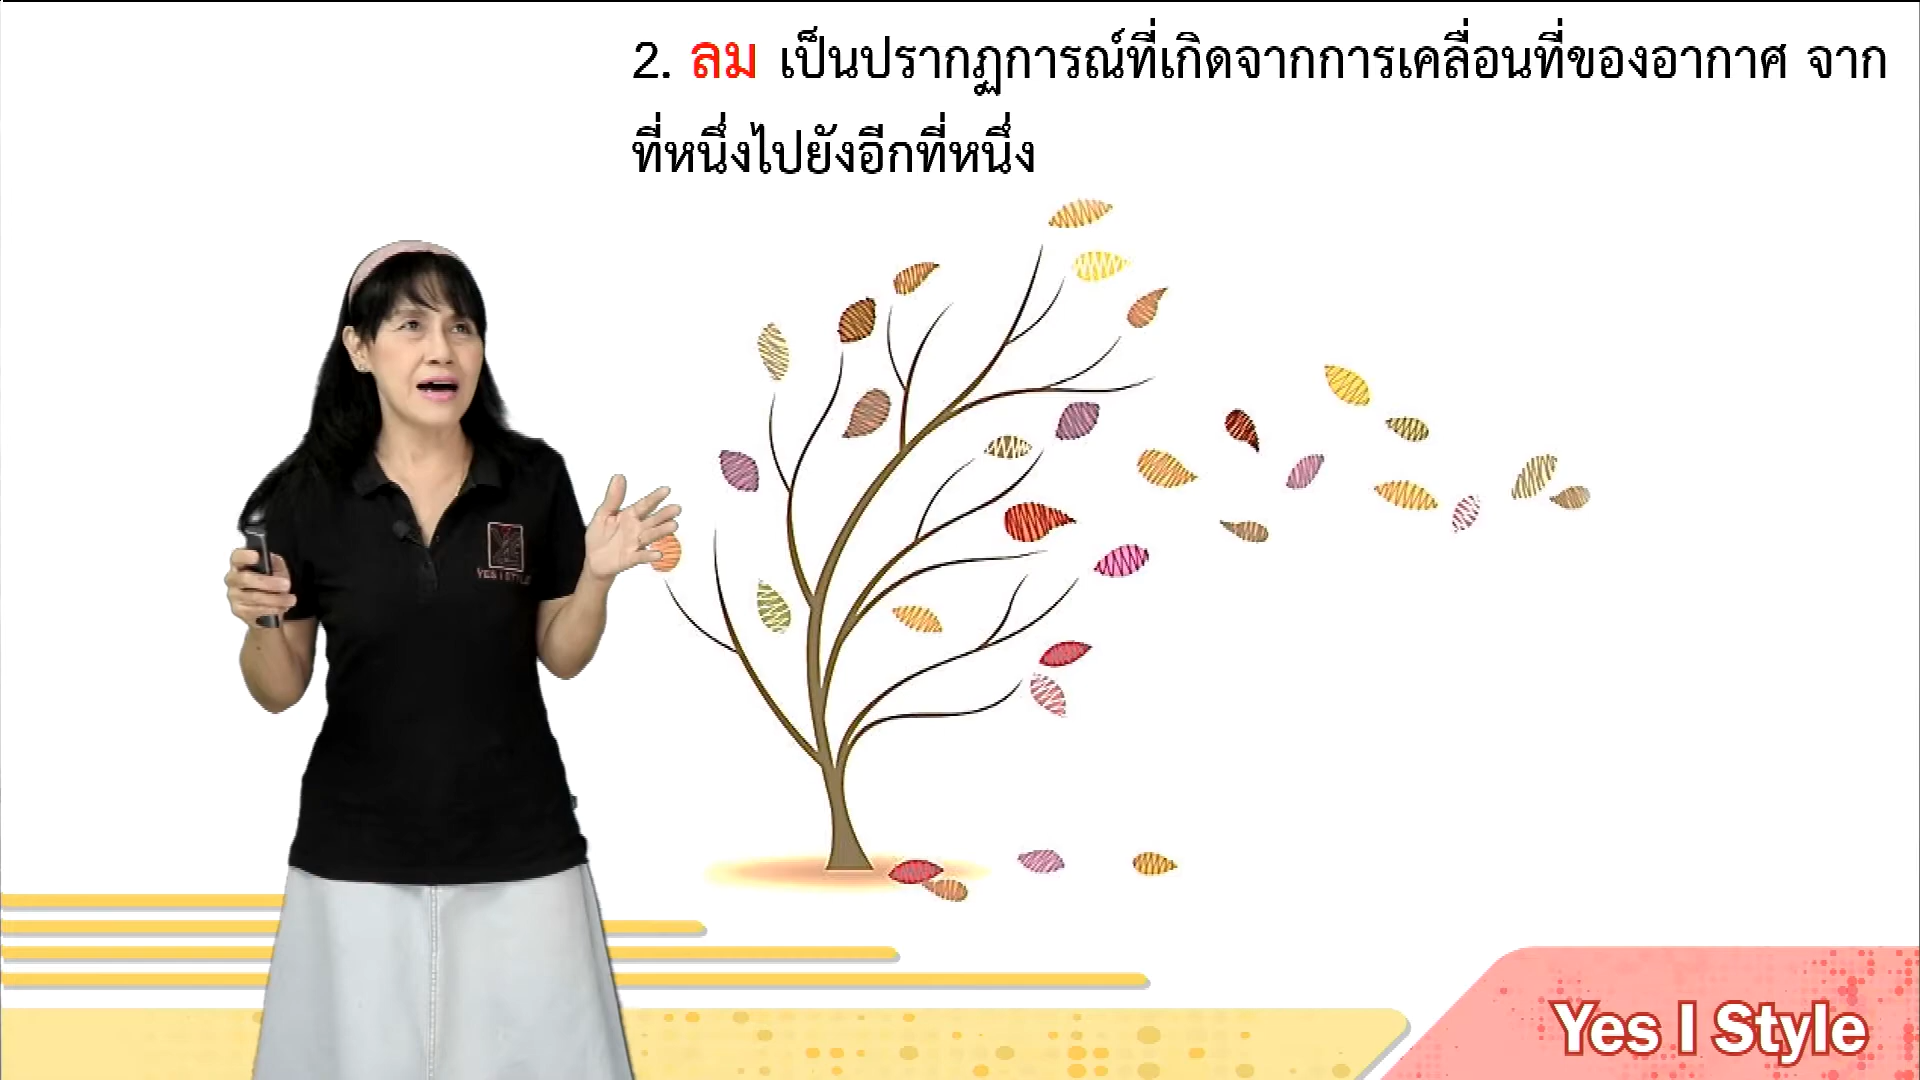 2. ลม เป็นปรากฏการณ์ที่เกิดจากการเคลื่อนที่ของอากาศ จาก
ที่หนึ่งไปยังอีกที่หนึ่ง
YES I STYLE
Yes I Style